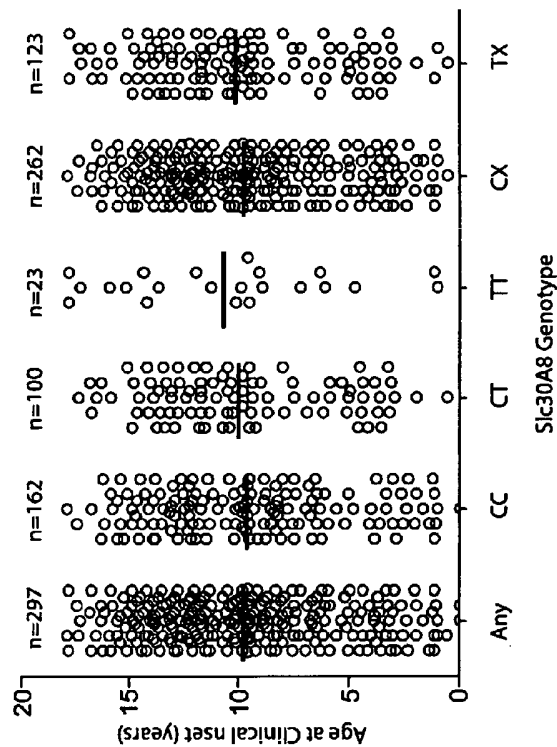 n=297 n=162 n=100 n=23 n=262 n=123
20
15
10
5
0
Age at Clinical nset (years)
Any CC CT TT CX TX
Slc30A8 Genotype